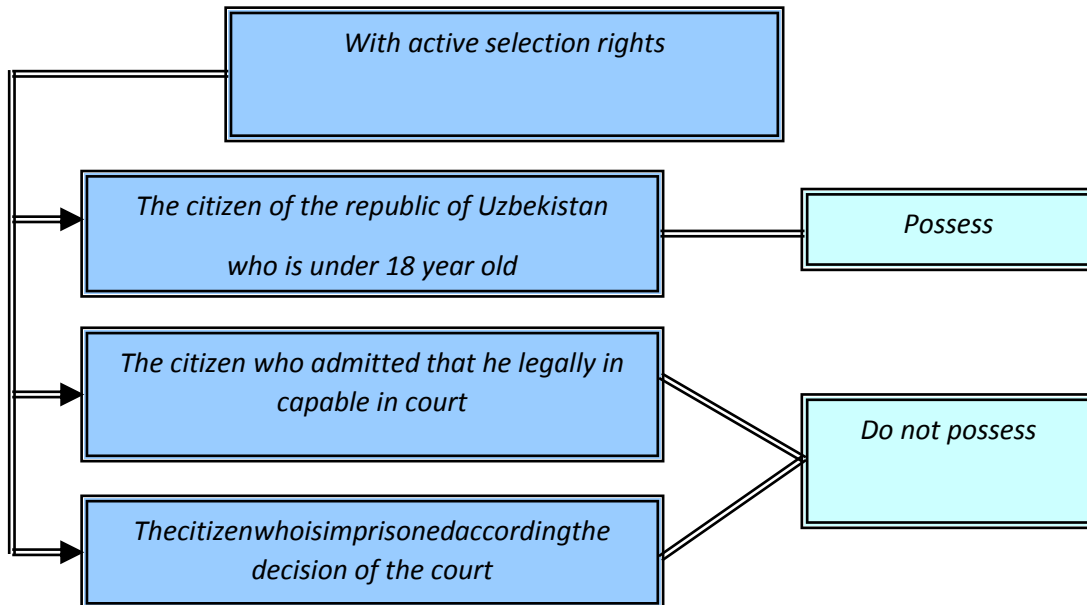 With active selection rights
The citizen of the republic of Uzbekistan
who is under 18 year old
Possess
The citizen who admitted that he legally in
capable in court
Do not possess
Thecitizenwhoisimprisonedaccordingthe
decision of the court